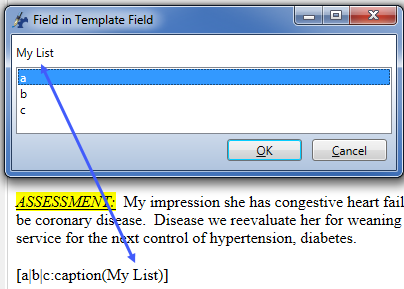 Field in Template Field
My List
a
b
c
OK
Cancel
ASSESSMENT: My impression she has congestive heart fail
be coronary disease. Disease we reevaluate her for weaning
service for the next control of hypertension, diabetes.
[a|b|c:caption(My List)]